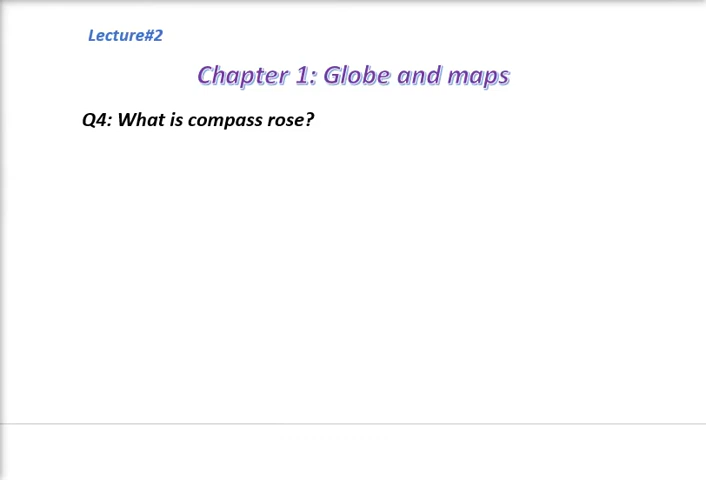 Lecture#2
Chapter 1: Globe and maps
Q4: What is compass rose?